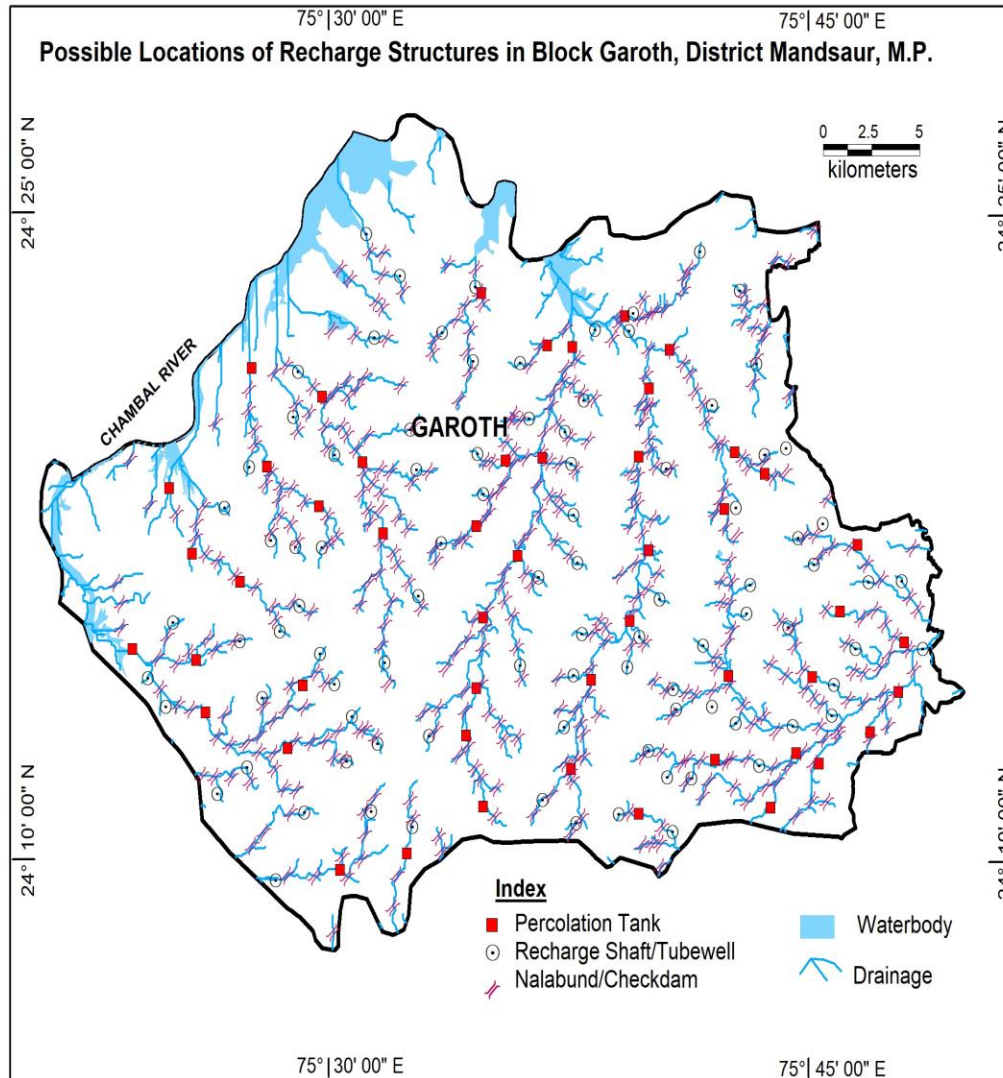 75° 30' 00" E 75° 45' 00" E
Possible Locations of Recharge Structures in Block Garoth, District Mandsaur, M.P.
24° 25' 00" N
0 2.5 5
kilometers
CHAMBAL RIVER
GAROTH
24° 10' 00" N
Index
Percolation Tank
Recharge Shaft/Tubewell
Nalabund/Checkdam
Waterbody
Drainage
75° 30' 00" E 75° 45' 00" E